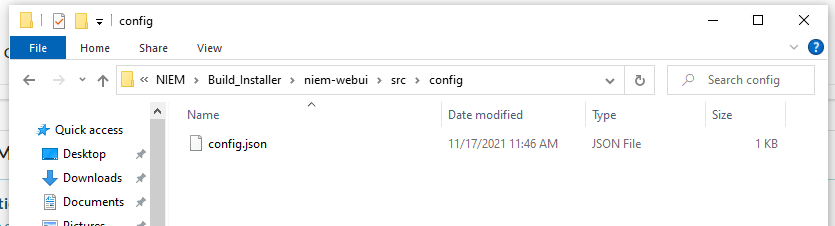 config
File Home Share View
« NIEM > Build_Installer > niem-webui > src > config
Search config
Name Date modified Type Size
Quick access
config.json 11/17/2021 11:46 AM JSON File 1 KB
Desktop
Downloads
Documents
Pictures